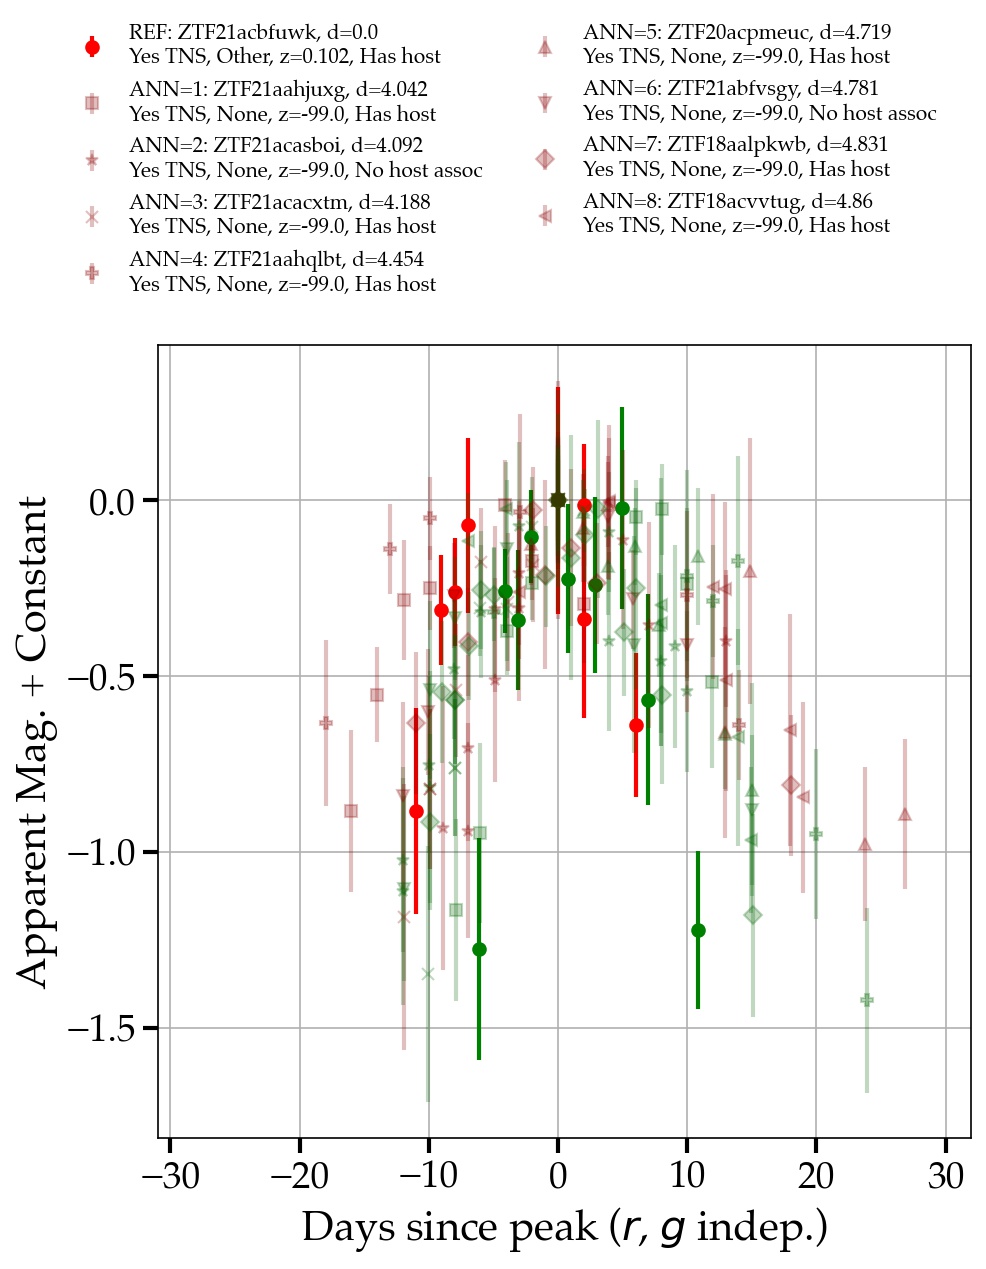 REF: ZTF21acbfuwk, d=0.0
Yes TNS, Other, z=0.102, Has host
ANN=1: ZTF21aahjuxg, d=4.042
Yes TNS, None, z=-99.0, Has host
ANN=2: ZTF21acasboi, d=4.092
Yes TNS, None, z=-99.0, No host assoc
ANN=3: ZTF21acacxtm, d=4.188
Yes TNS, None, z=-99.0, Has host
ANN=4: ZTF21aahqlbt, d=4.454
Yes TNS, None, z=-99.0, Has host
ANN=5: ZTF20acpmeuc, d=4.719
Yes TNS, None, z=-99.0, Has host
ANN=6: ZTF21abfvsgy, d=4.781
Yes TNS, None, z=-99.0, No host assoc
ANN=7: ZTF18aalpkwb, d=4.831
Yes TNS, None, z=-99.0, Has host
ANN=8: ZTF18acvvtug, d=4.86
Yes TNS, None, z=-99.0, Has host
Apparent Mag. + Constant
0.0
−0.5
−1.0
−1.5
−30 −20 −10 0 10 20 30
Days since peak (r, g indep.)